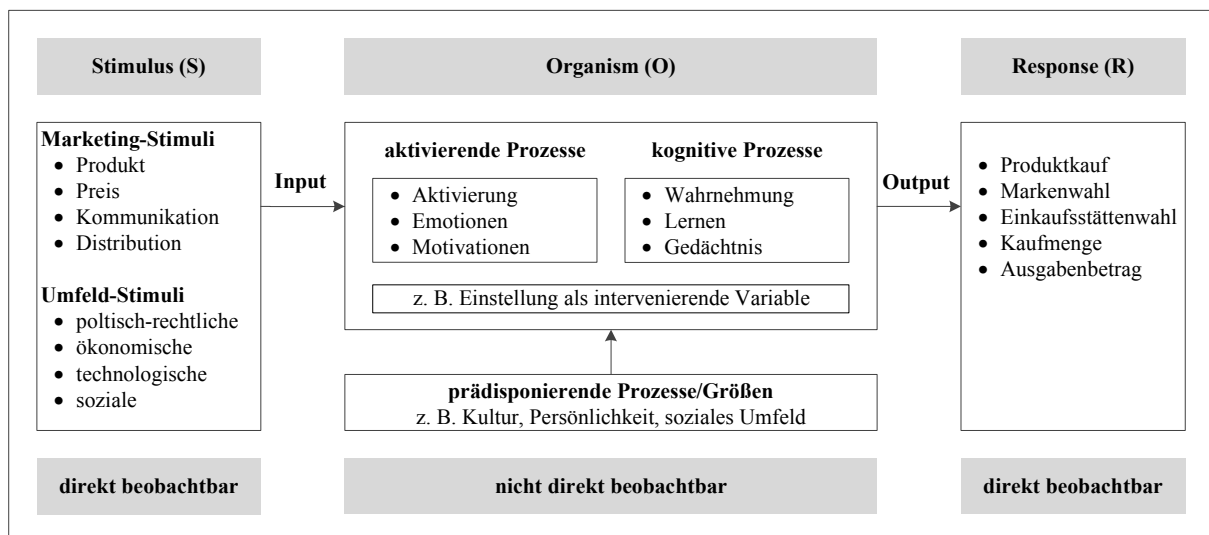 Stimulus (S)
Organism (O)
Response (R)
Marketing-Stimuli
• Produkt
• Preis
• Kommunikation
• Distribution
Umfeld-Stimuli
• poltisch-rechtliche
• ökonomische
• technologische
• soziale
Input
aktivierende Prozesse
• Aktivierung
• Emotionen
• Motivationen
kognitive Prozesse
• Wahrnehmung
• Lernen
• Gedächtnis
z. B. Einstellung als intervenierende Variable
prädisponierende Prozesse/Größen
z. B. Kultur, Persönlichkeit, soziales Umfeld
Output
• Produktkauf
• Markenwahl
• Einkaufsstättenwahl
• Kaufmenge
• Ausgabenbetrag
direkt beobachtbar
nicht direkt beobachtbar
direkt beobachtbar